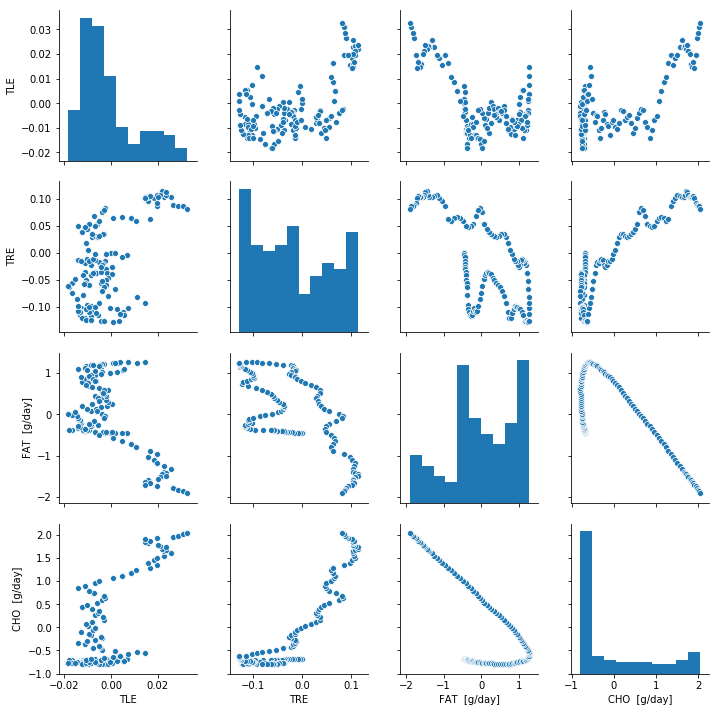 0.03
0.02
0.01
0.00
−0.01
−0.02
TLE
0.10
0.05
0.00
−0.05
−0.10
TRE
1
0
−1
−2
FAT [g/day]
2.0
1.5
1.0
0.5
0.0
−0.5
−1.0
CHO [g/day]
−0.02 0.00 0.02
TLE
−0.1 0.0 0.1
TRE
−2 −1 0 1
FAT [g/day]
−1 0 1 2
CHO [g/day]